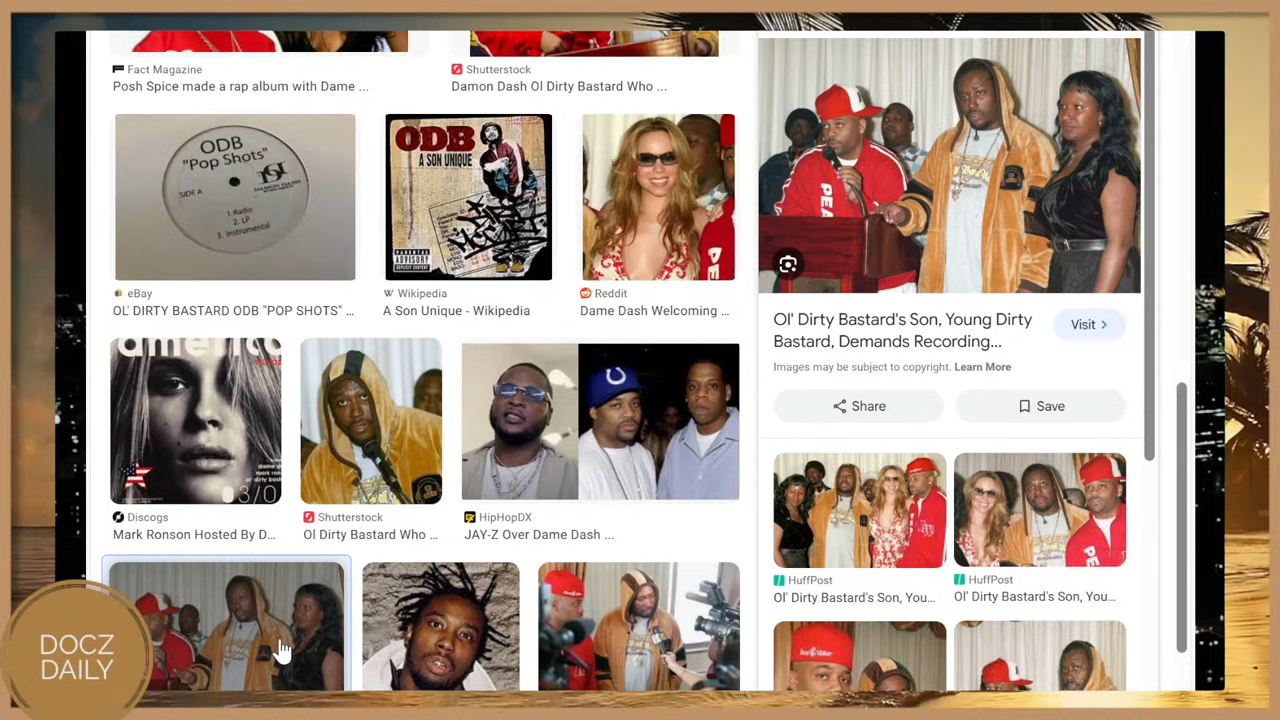 Fact Magazine
Posh Spice made a rap album with Dame ...
Shutterstock
Damon Dash Ol Dirty Bastard Who ...
ODB
"Pop Shots"
SIDE A
1. Radio
2. LP
3. Instrumental
eBay
OL' DIRTY BASTARD ODB "POP SHOTS" ...
ODB
A SON UNIQUE
PARENTAL
ADVISORY
EXPLICIT CONTENT
Wikipedia
A Son Unique - Wikipedia
PE
Reddit
Dame Dash Welcoming ...
america
03/0
Discogs
Mark Ronson Hosted By D...
Shutterstock
Ol Dirty Bastard Who ...
HipHopDX
JAY-Z Over Dame Dash ...
PEA
Ol' Dirty Bastard's Son, Young Dirty
Bastard, Demands Recording...
Visit
Images may be subject to copyright. Learn More
Share
Save
HuffPost
Ol' Dirty Bastard's Son, You...
HuffPost
Ol' Dirty Bastard's Son, You...
DOCZ
DAILY